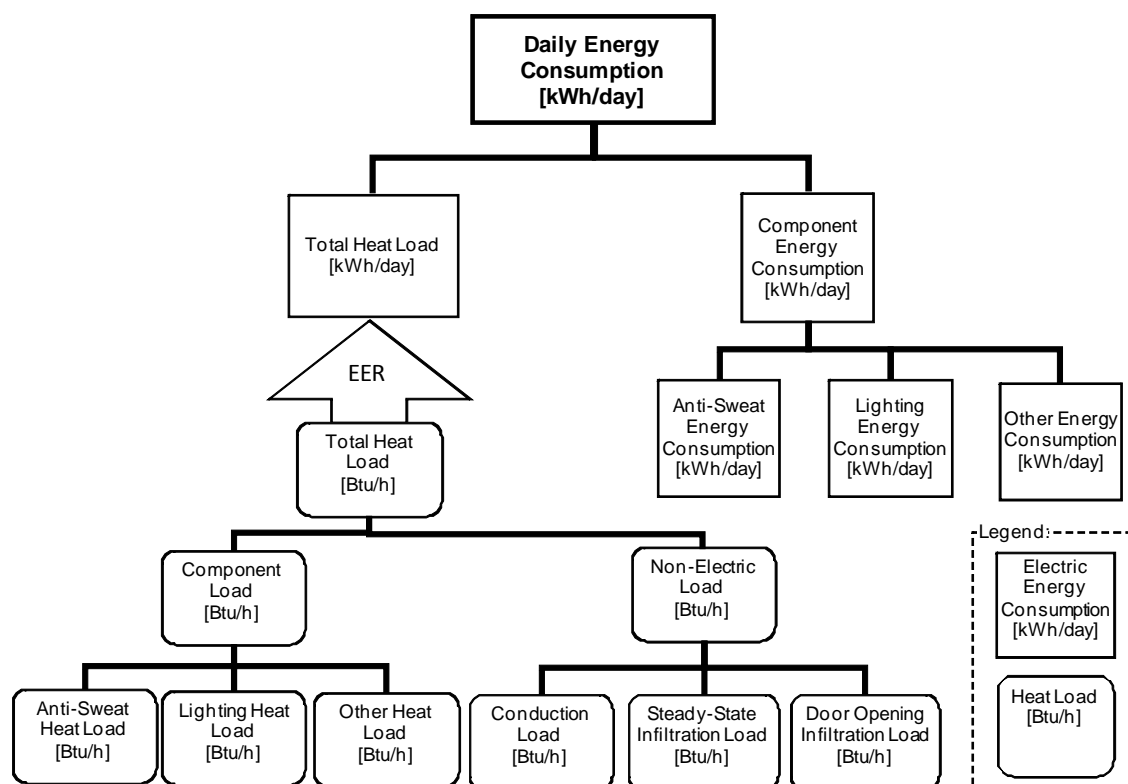 Daily Energy
Consumption
[kWh/day]
Total Heat Load
[kWh/day]
Component
Energy
Consumption
[kWh/day]
EER
Total Heat
Load
[Btu/h]
Anti-Sweat
Energy
Consumption
[kWh/day]
Lighting
Energy
Consumption
[kWh/day]
Other Energy
Consumption
[kWh/day]
Component
Load
[Btu/h]
Non-Electric
Load
[Btu/h]
Anti-Sweat
Heat Load
[Btu/h]
Lighting Heat
Load
[Btu/h]
Other Heat
Load
[Btu/h]
Conduction
Load
[Btu/h]
Steady-State
Infiltration Load
[Btu/h]
Door Opening
Infiltration Load
[Btu/h]
Legend:
Electric
Energy
Consumption
[kWh/day]
Heat Load
[Btu/h]